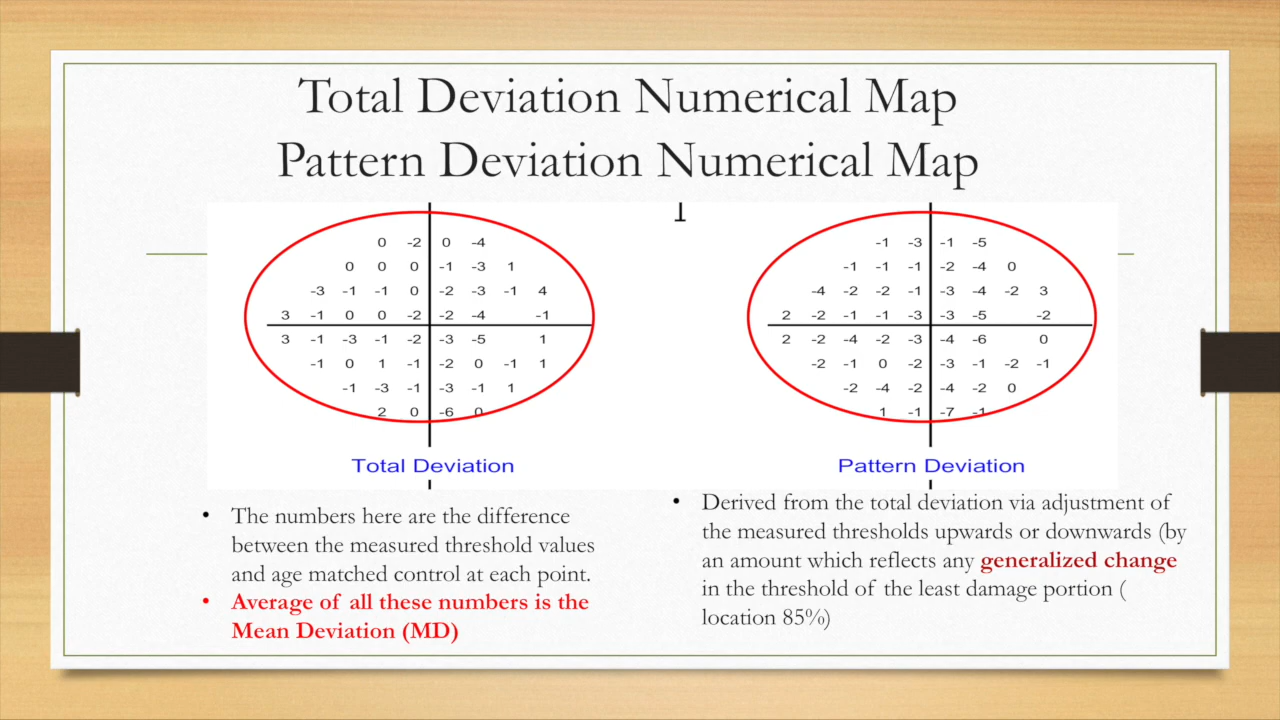 Total Deviation Numerical Map
Pattern Deviation Numerical Map
0 -2 0 -4
0 0 0 -1 -3 1
-3 -1 -1 0 -2 -3 -1 4
3 -1 0 0 -2 -2 -4 -1
3 -1 -3 -1 -2 -3 -5 1
-1 0 1 -1 -2 0 -1 1
-1 -3 -1 -3 -1 1
2 0 -6 0
Total Deviation
-1 -3 -1 -5
-1 -1 -1 -2 -4 0
-4 -2 -2 -1 -3 -4 -2 3
2 -2 -1 -1 -3 -3 -5 -2
2 -2 -4 -2 -3 -4 -6 0
-2 -1 0 -2 -3 -1 -2 -1
-2 -4 -2 -4 -2 0
1 -1 -7 -1
Pattern Deviation
• The numbers here are the difference
between the measured threshold values
and age matched control at each point.
• Average of all these numbers is the
Mean Deviation (MD)
• Derived from the total deviation via adjustment of
the measured thresholds upwards or downwards (by
an amount which reflects any generalized change
in the threshold of the least damage portion (
location 85%)